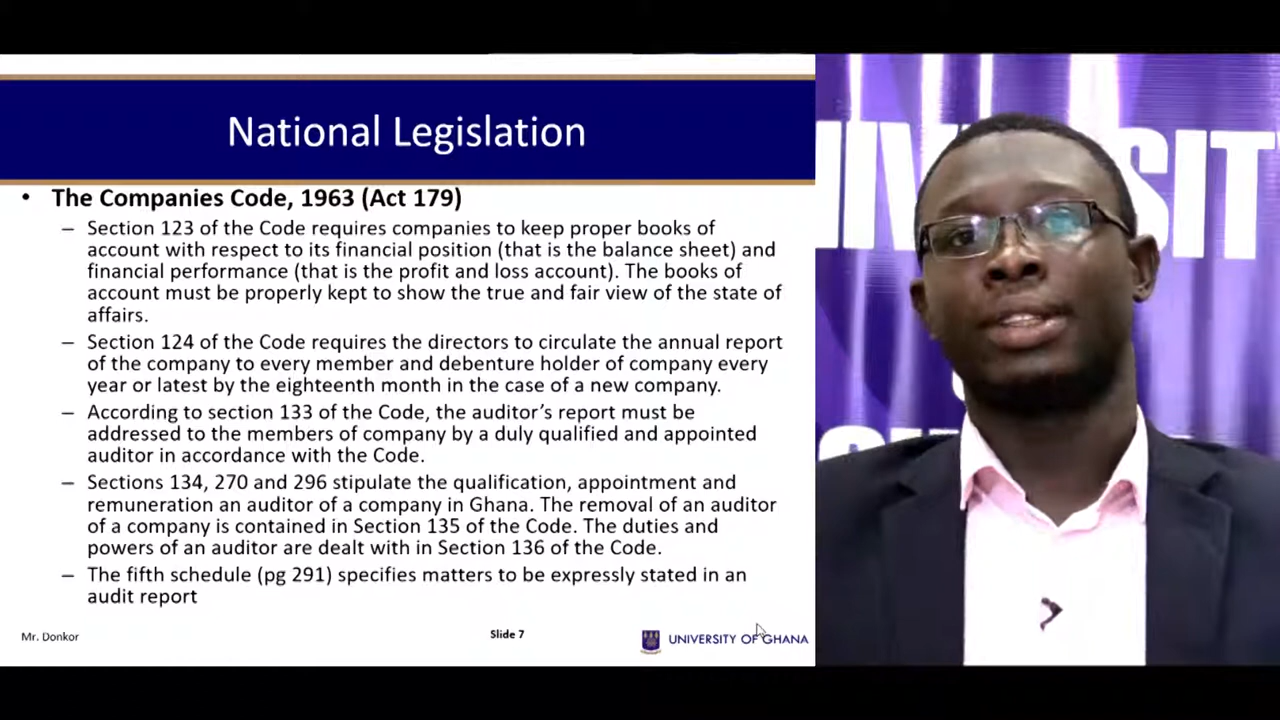 National Legislation
• The Companies Code, 1963 (Act 179)
– Section 123 of the Code requires companies to keep proper books of
account with respect to its financial position (that is the balance sheet) and
financial performance (that is the profit and loss account). The books of
account must be properly kept to show the true and fair view of the state of
affairs.
– Section 124 of the Code requires the directors to circulate the annual report
of the company to every member and debenture holder of company every
year or latest by the eighteenth month in the case of a new company.
– According to section 133 of the Code, the auditor's report must be
addressed to the members of company by a duly qualified and appointed
auditor in accordance with the Code.
– Sections 134, 270 and 296 stipulate the qualification, appointment and
remuneration an auditor of a company in Ghana. The removal of an auditor
of a company is contained in Section 135 of the Code. The duties and
powers of an auditor are dealt with in Section 136 of the Code.
– The fifth schedule (pg 291) specifies matters to be expressly stated in an
audit report
Mr. Donkor
Slide 7
UNIVERSITY OF GHANA